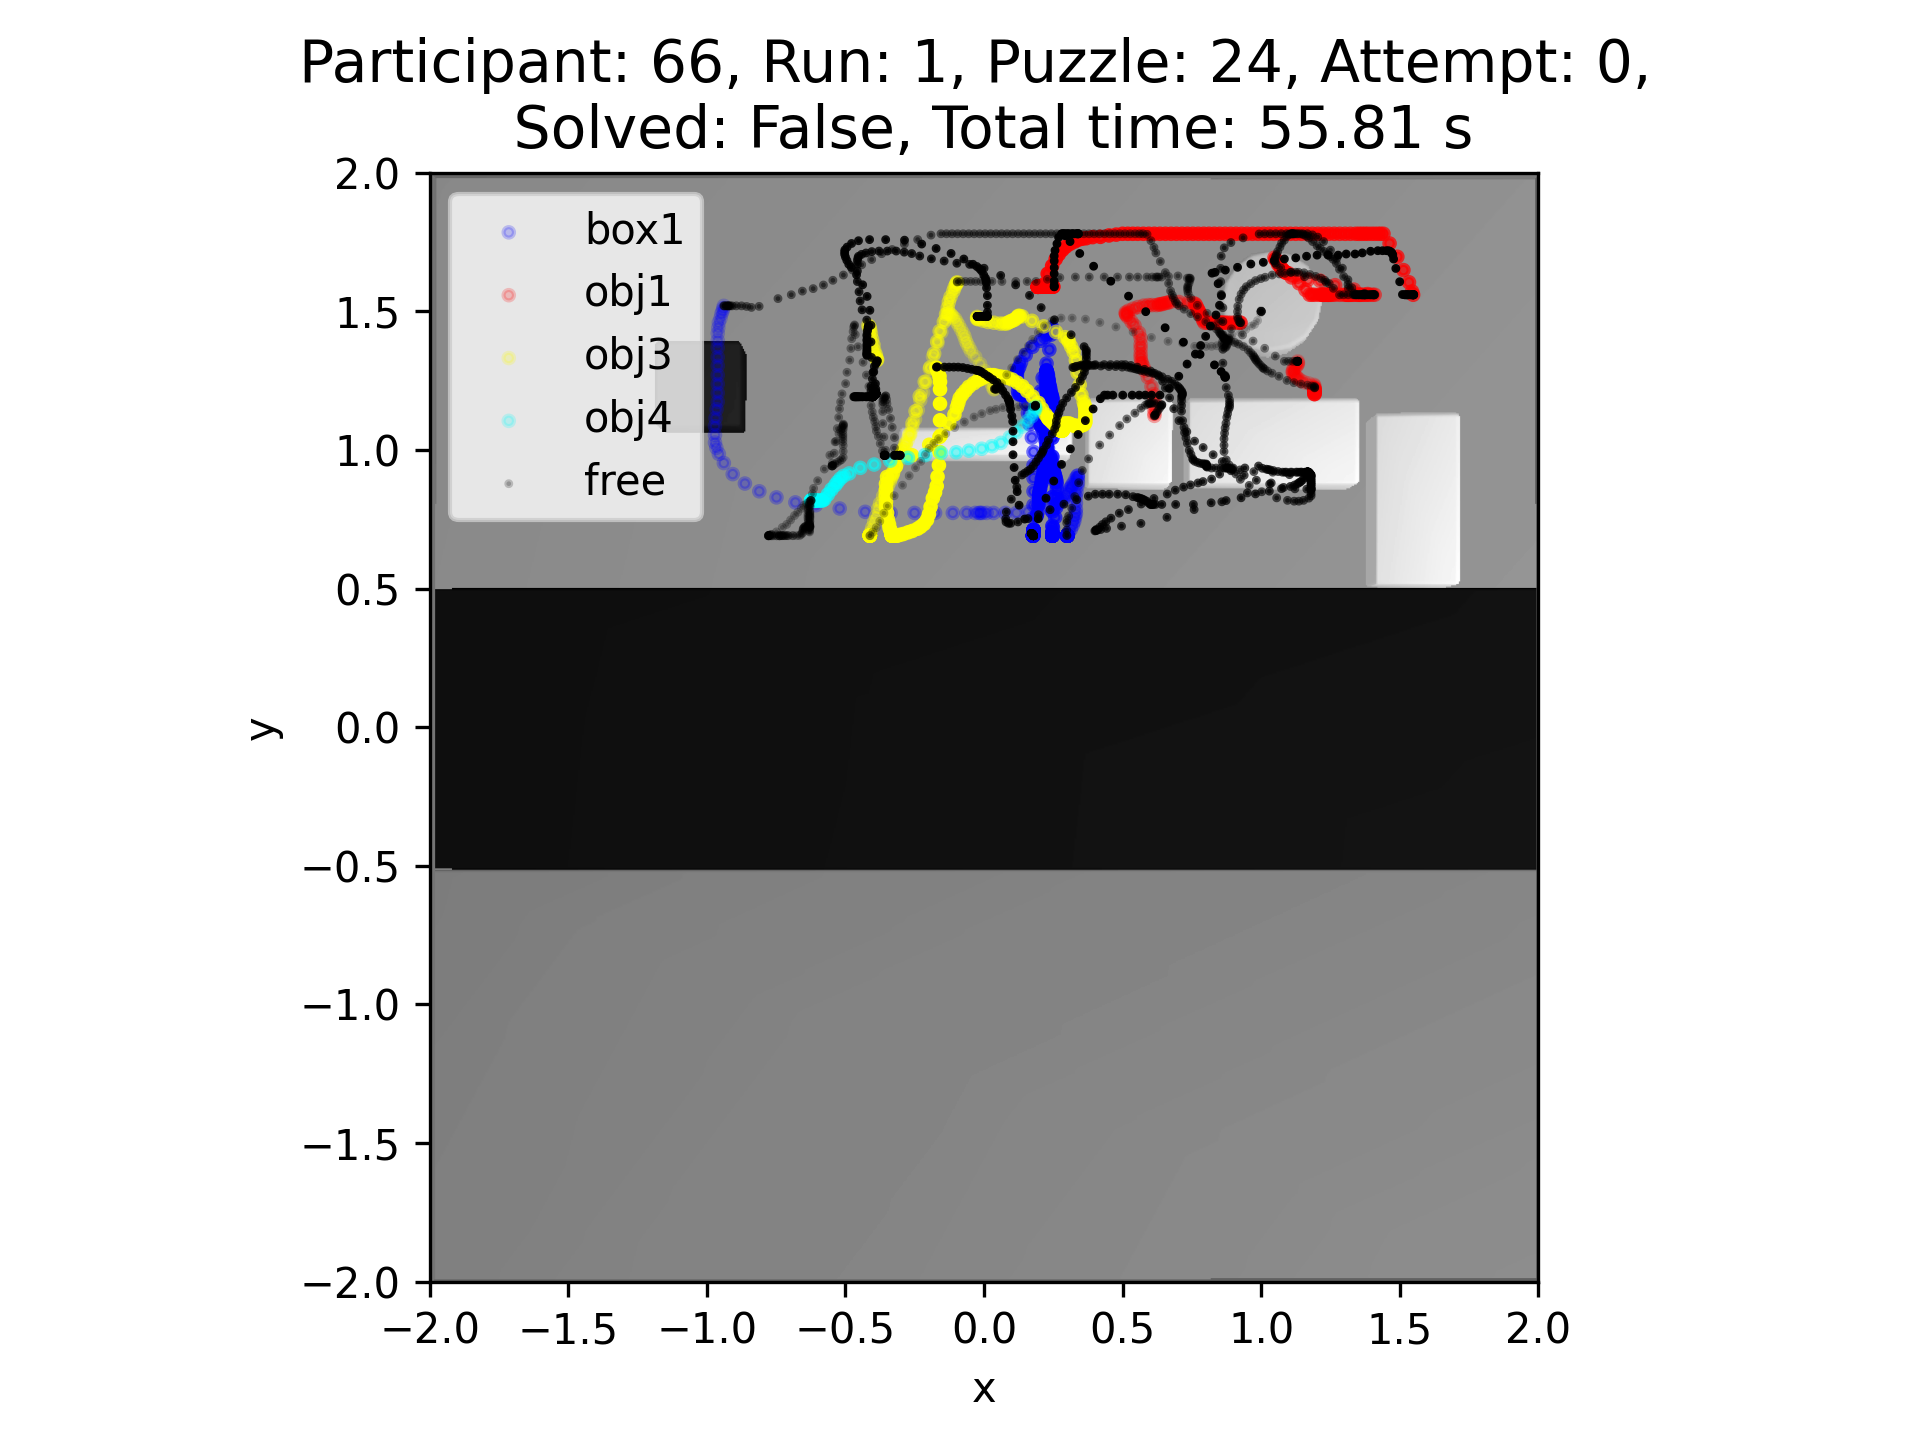 Participant: 66, Run: 1, Puzzle: 24, Attempt: 0,
Solved: False, Total time: 55.81 s
2.0
1.5
1.0
0.5
0.0
−0.5
−1.0
−1.5
−2.0
y
box1
obj1
obj3
obj4
free
−2.0 −1.5 −1.0 −0.5 0.0 0.5 1.0 1.5 2.0
x